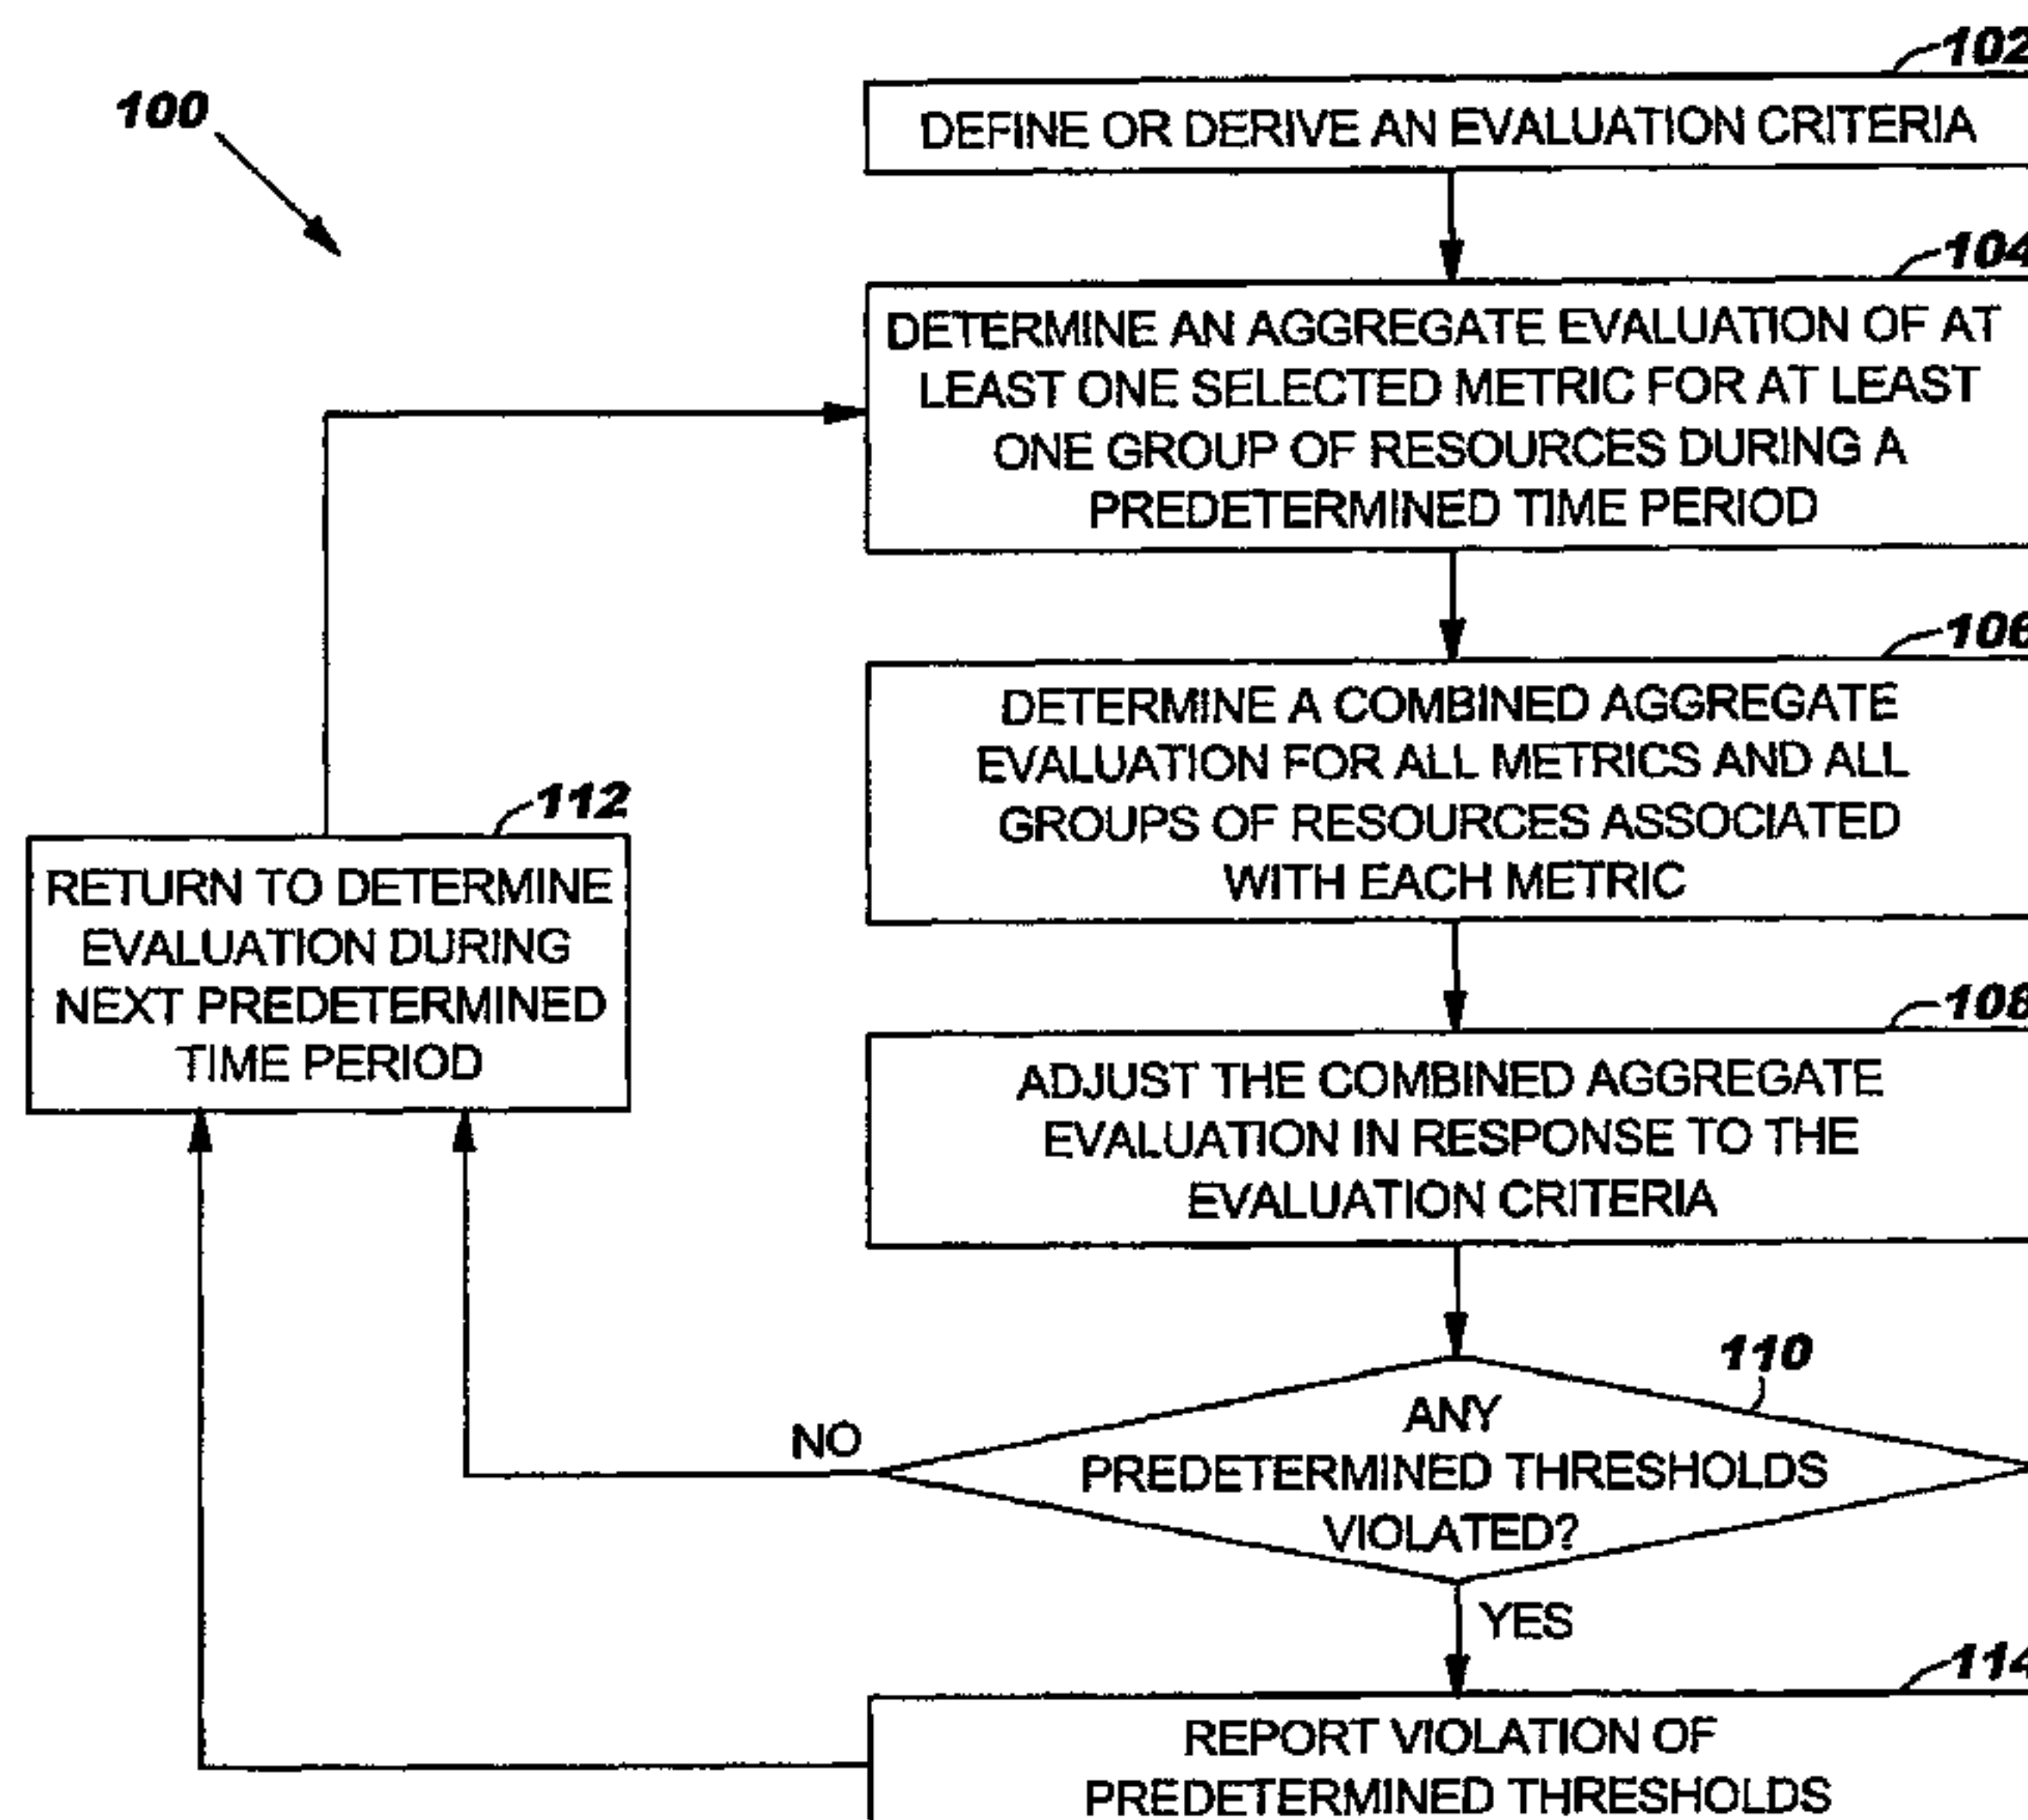 100
102
DEFINE OR DERIVE AN EVALUATION CRITERIA
104
DETERMINE AN AGGREGATE EVALUATION OF AT
LEAST ONE SELECTED METRIC FOR AT LEAST
ONE GROUP OF RESOURCES DURING A
PREDETERMINED TIME PERIOD
106
DETERMINE A COMBINED AGGREGATE
EVALUATION FOR ALL METRICS AND ALL
GROUPS OF RESOURCES ASSOCIATED
WITH EACH METRIC
112
RETURN TO DETERMINE
EVALUATION DURING
NEXT PREDETERMINED
TIME PERIOD
108
ADJUST THE COMBINED AGGREGATE
EVALUATION IN RESPONSE TO THE
EVALUATION CRITERIA
110
ANY
PREDETERMINED THRESHOLDS
VIOLATED?
NO
YES
114
REPORT VIOLATION OF
PREDETERMINED THRESHOLDS